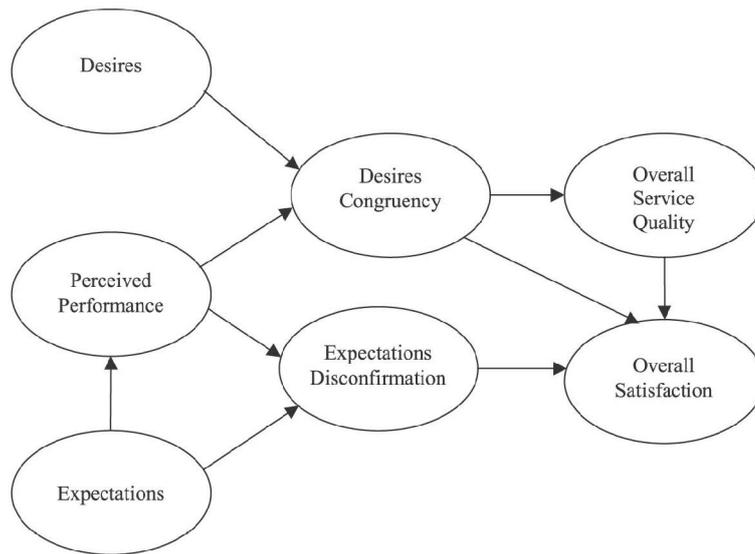 Desires
Desires
Congruency
Overall
Service
Quality
Perceived
Performance
Expectations
Disconfirmation
Overall
Satisfaction
Expectations